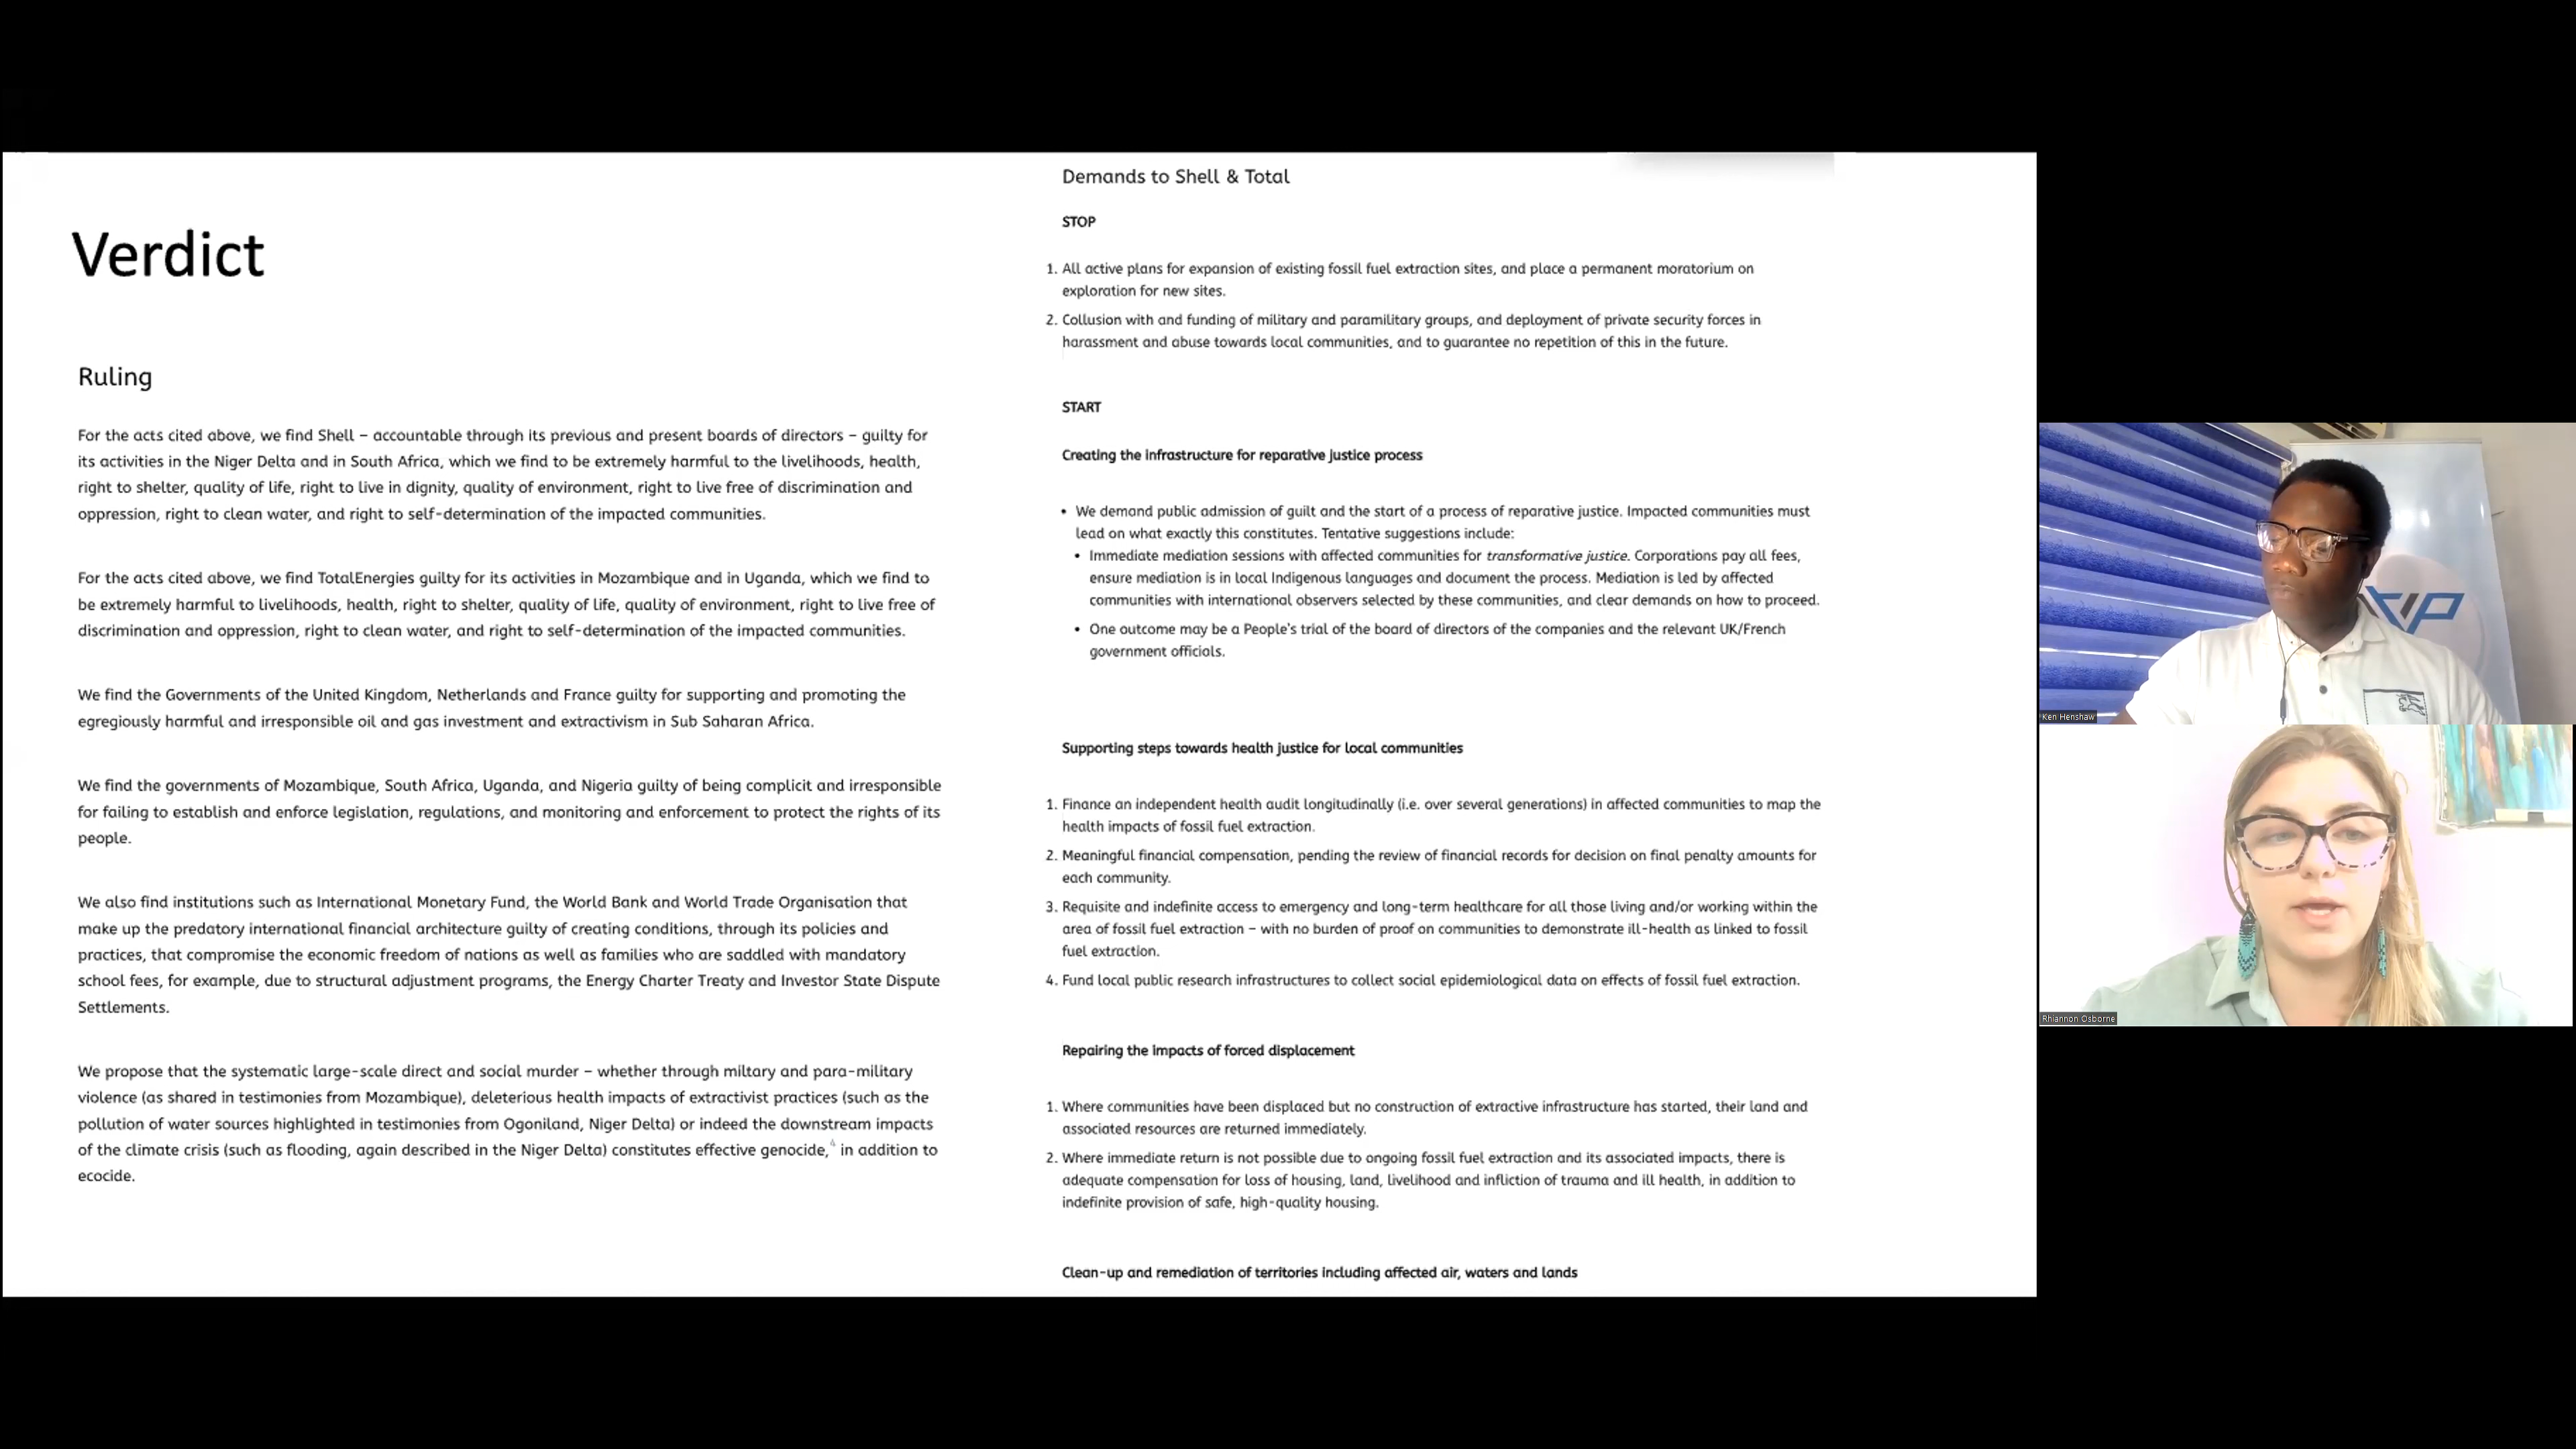 Verdict
Ruling
For the acts cited above, we find Shell – accountable through its previous and present boards of directors – guilty for
its activities in the Niger Delta and in South Africa, which we find to be extremely harmful to the livelihoods, health,
right to shelter, quality of life, right to live in dignity, quality of environment, right to live free of discrimination and
oppression, right to clean water, and right to self-determination of the impacted communities.
For the acts cited above, we find TotalEnergies guilty for its activities in Mozambique and in Uganda, which we find to
be extremely harmful to livelihoods, health, right to shelter, quality of life, quality of environment, right to live free of
discrimination and oppression, right to clean water, and right to self-determination of the impacted communities.
We find the Governments of the United Kingdom, Netherlands and France guilty for supporting and promoting the
egregiously harmful and irresponsible oil and gas investment and extractivism in Sub Saharan Africa.
We find the governments of Mozambique, South Africa, Uganda, and Nigeria guilty of being complicit and irresponsible
for failing to establish and enforce legislation, regulations, and monitoring and enforcement to protect the rights of its
people.
We also find institutions such as International Monetary Fund, the World Bank and World Trade Organisation that
make up the predatory international financial architecture guilty of creating conditions, through its policies and
practices, that compromise the economic freedom of nations as well as families who are saddled with mandatory
school fees, for example, due to structural adjustment programs, the Energy Charter Treaty and Investor State Dispute
Settlements.
We propose that the systematic large-scale direct and social murder – whether through miltary and para-military
violence (as shared in testimonies from Mozambique), deleterious health impacts of extractivist practices (such as the
pollution of water sources highlighted in testimonies from Ogoniland, Niger Delta) or indeed the downstream impacts
of the climate crisis (such as flooding, again described in the Niger Delta) constitutes effective genocide,4 in addition to
ecocide.
Demands to Shell & Total
STOP
1. All active plans for expansion of existing fossil fuel extraction sites, and place a permanent moratorium on
exploration for new sites.
2. Collusion with and funding of military and paramilitary groups, and deployment of private security forces in
harassment and abuse towards local communities, and to guarantee no repetition of this in the future.
START
Creating the infrastructure for reparative justice process
• We demand public admission of guilt and the start of a process of reparative justice. Impacted communities must
lead on what exactly this constitutes. Tentative suggestions include:
• Immediate mediation sessions with affected communities for transformative justice. Corporations pay all fees,
ensure mediation is in local Indigenous languages and document the process. Mediation is led by affected
communities with international observers selected by these communities, and clear demands on how to proceed.
• One outcome may be a People's trial of the board of directors of the companies and the relevant UK/French
government officials.
Supporting steps towards health justice for local communities
1. Finance an independent health audit longitudinally (i.e. over several generations) in affected communities to map the
health impacts of fossil fuel extraction.
2. Meaningful financial compensation, pending the review of financial records for decision on final penalty amounts for
each community.
3. Requisite and indefinite access to emergency and long-term healthcare for all those living and/or working within the
area of fossil fuel extraction – with no burden of proof on communities to demonstrate ill-health as linked to fossil
fuel extraction.
4. Fund local public research infrastructures to collect social epidemiological data on effects of fossil fuel extraction.
Repairing the impacts of forced displacement
1. Where communities have been displaced but no construction of extractive infrastructure has started, their land and
associated resources are returned immediately.
2. Where immediate return is not possible due to ongoing fossil fuel extraction and its associated impacts, there is
adequate compensation for loss of housing, land, livelihood and infliction of trauma and ill health, in addition to
indefinite provision of safe, high-quality housing.
Clean-up and remediation of territories including affected air, waters and lands
Ken Henshaw
Rhiannon Osborne